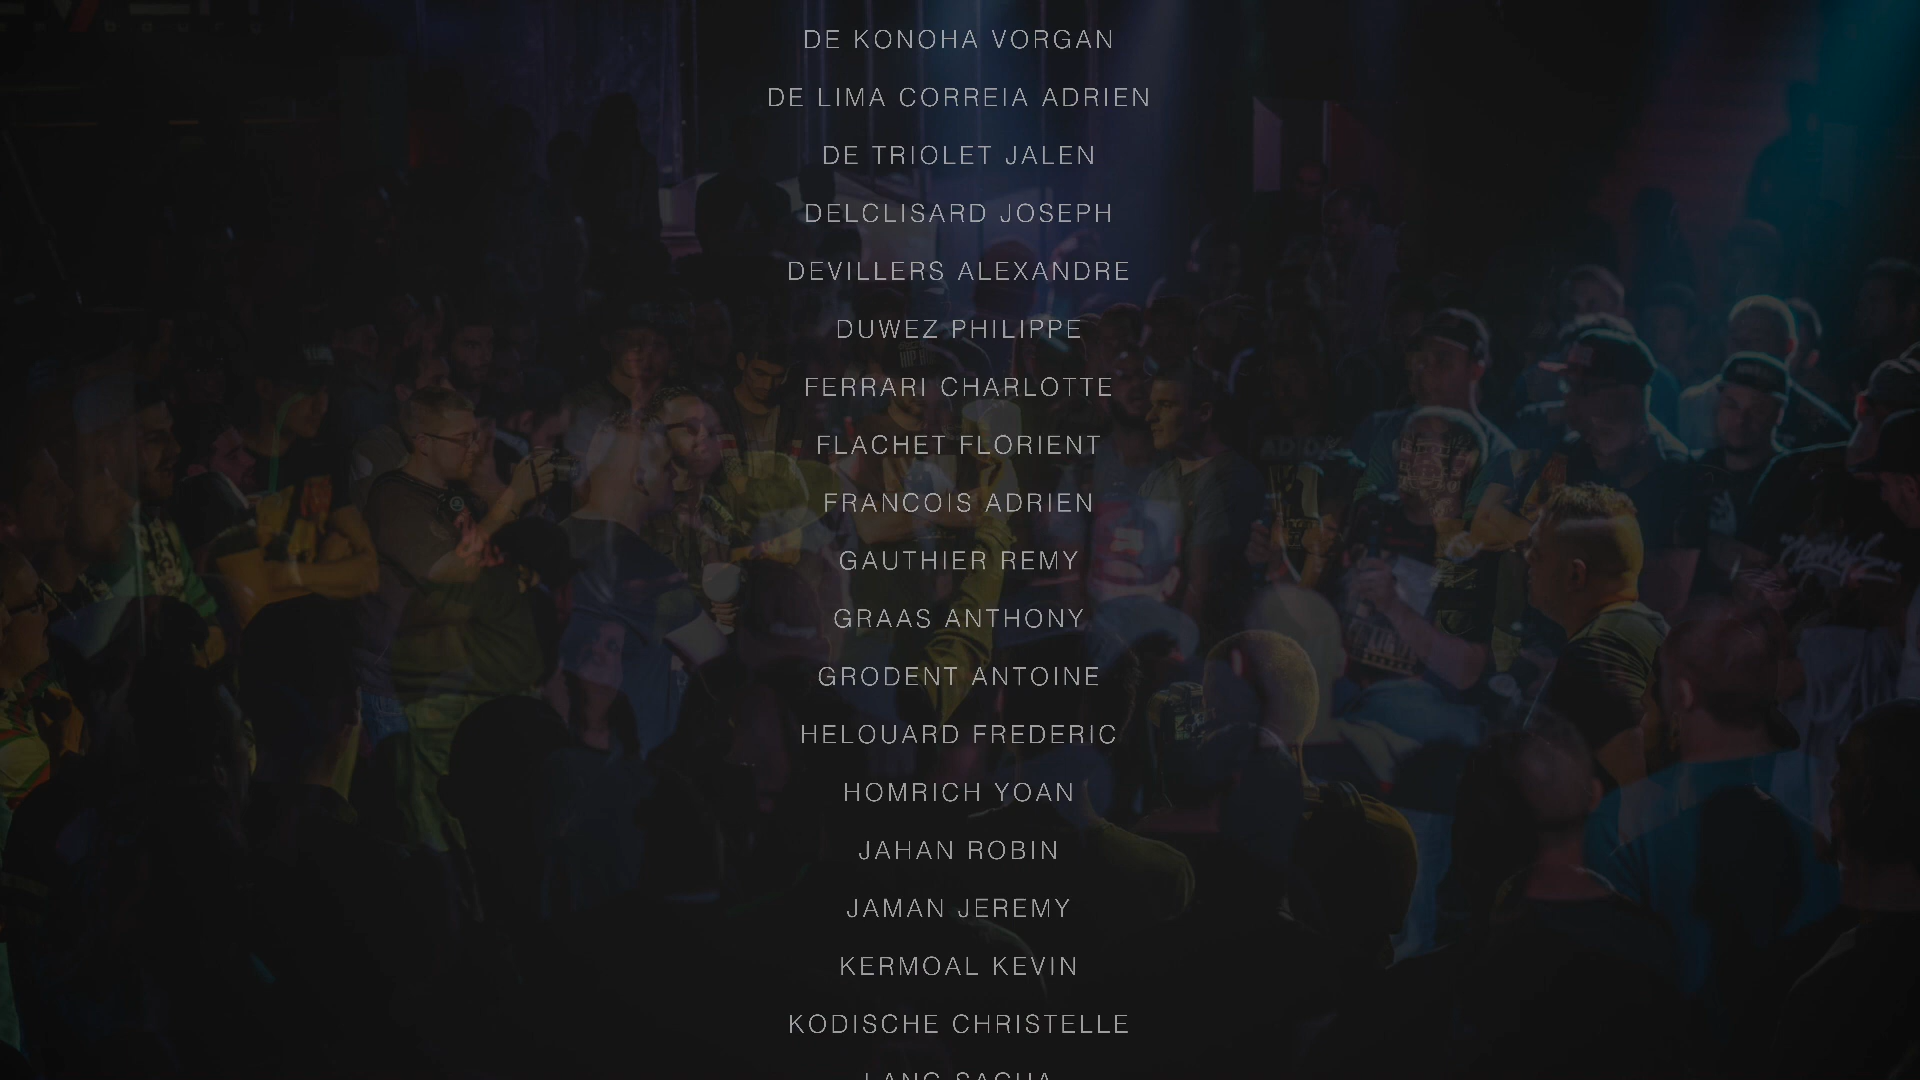 DE KONOHA VORGAN
DE LIMA CORREIA ADRIEN
DE TRIOLET JALEN
DELCLISARD JOSEPH
DEVILLERS ALEXANDRE
DUWEZ PHILIPPE
FERRARI CHARLOTTE
FLACHET FLORIENT
FRANCOIS ADRIEN
GAUTHIER REMY
GRAAS ANTHONY
GRODENT ANTOINE
HELOUARD FREDERIC
HOMRICH YOAN
JAHAN ROBIN
JAMAN JEREMY
KERMOAL KEVIN
KODISCHE CHRISTELLE
LANG SACHA